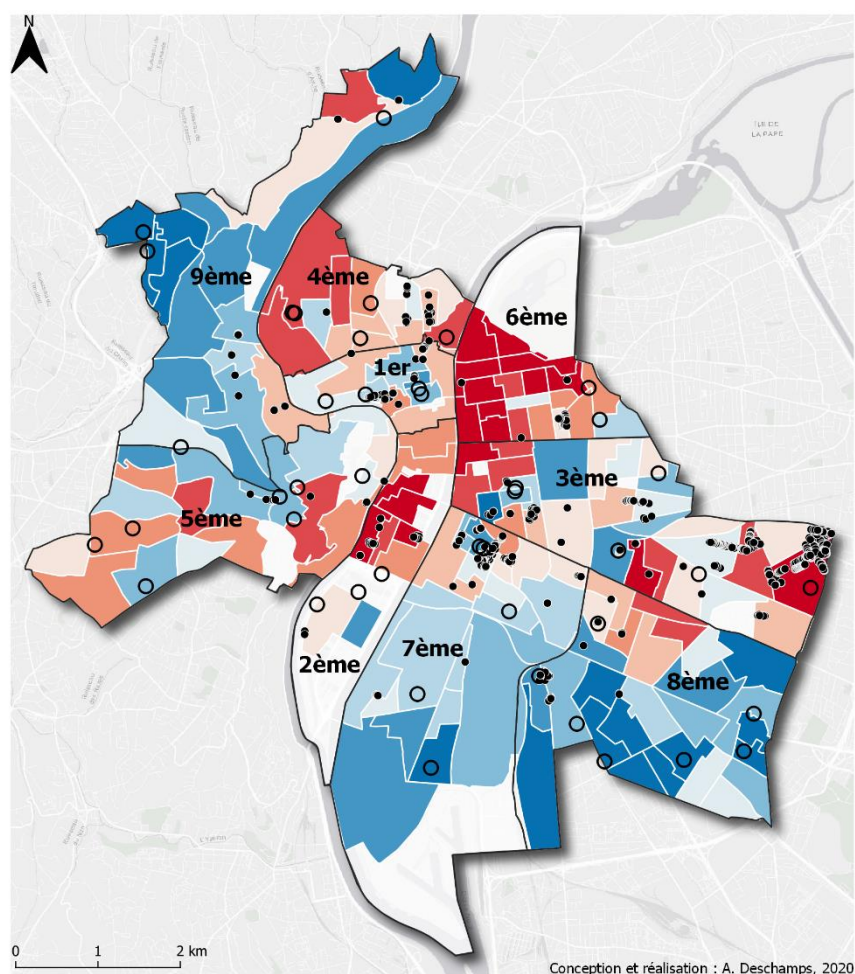 N
ÎLE DE
LA PAPE
9ème
4ème
6ème
1er
3ème
5ème
2ème
7ème
8ème
0 1 2 km
Conception et réalisation : A. Deschamps, 2020